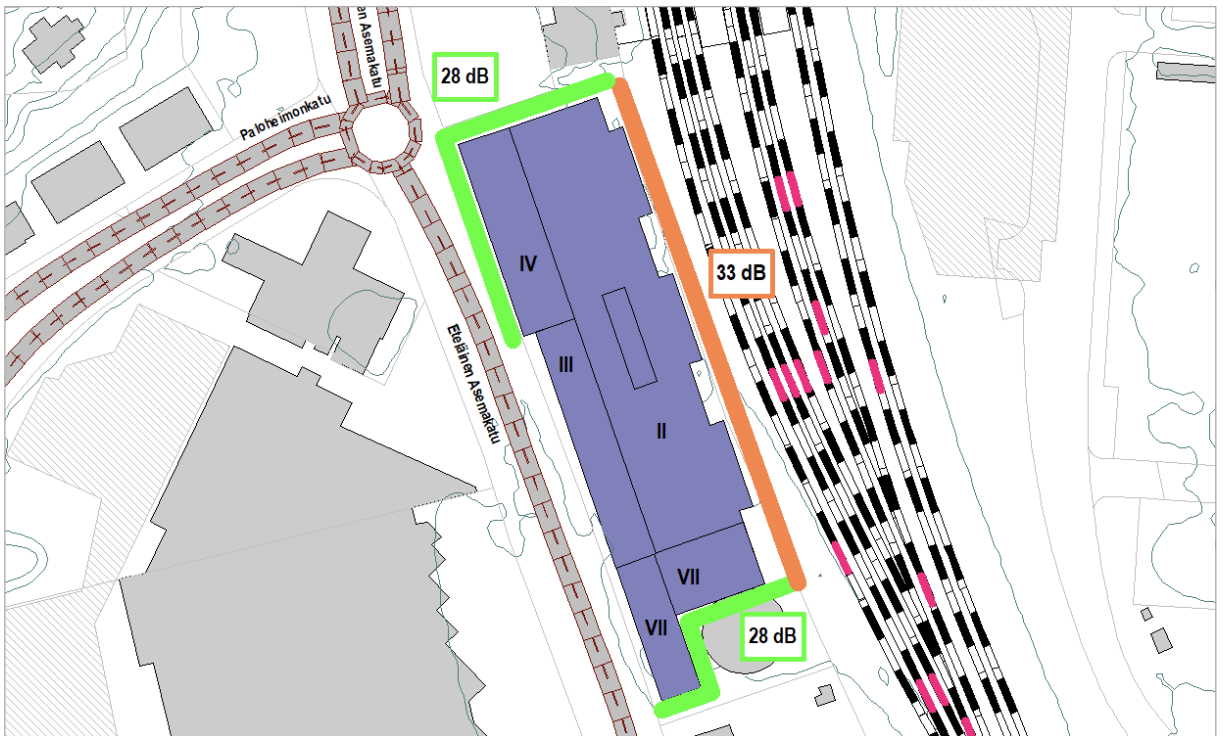 en Asemakatu
28 dB
Paloheimonkatu
IV
33 dB
Eteläinen Asemakatu
III
II
VII
VII
28 dB